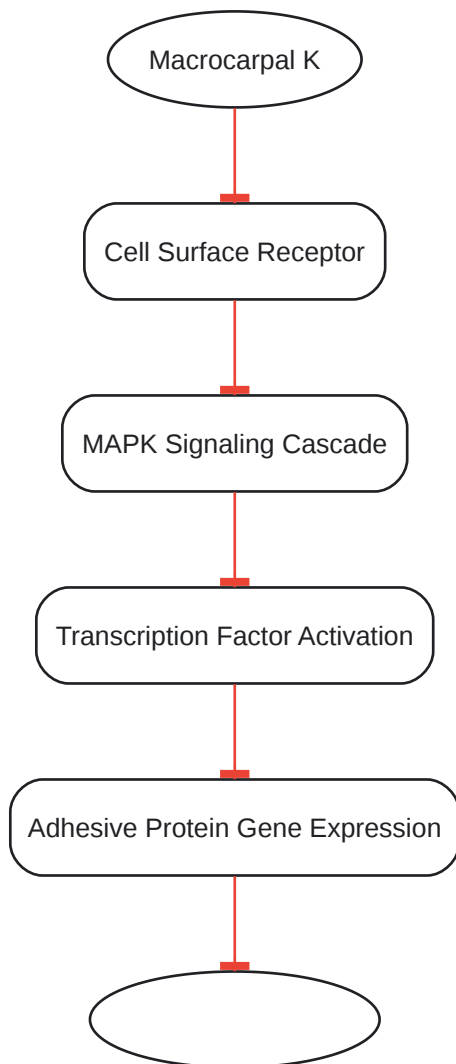 Macrocarpal K
Cell Surface Receptor
MAPK Signaling Cascade
Transcription Factor Activation
Adhesive Protein Gene Expression